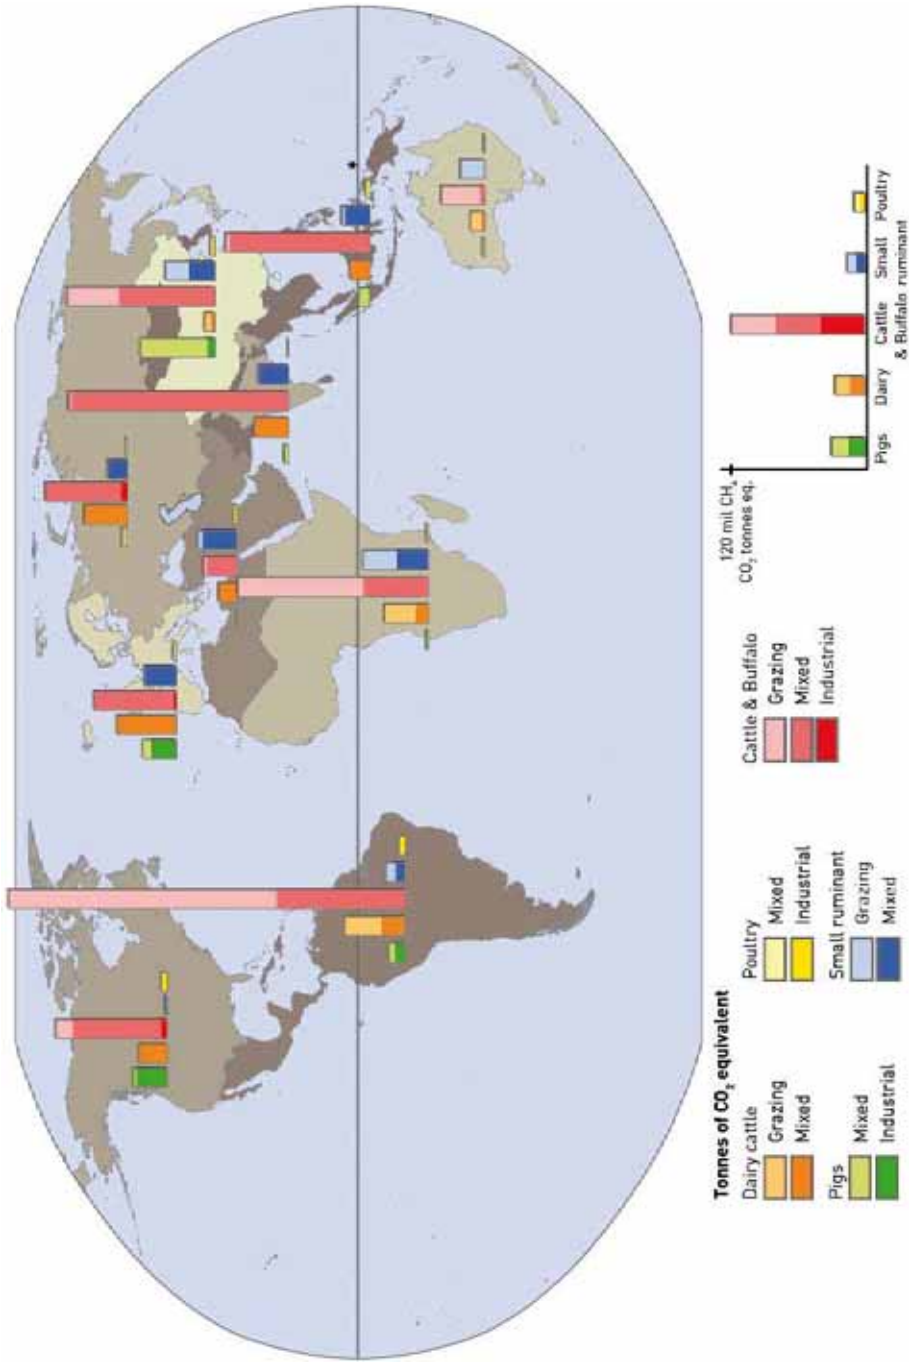 Tonnes of CO₂ equivalent
Dairy cattle
Grazing
Mixed
Pigs
Mixed
Industrial
Poultry
Mixed
Industrial
Small ruminant
Grazing
Mixed
Cattle & Buffalo
Grazing
Mixed
Industrial
120 mil CH₄
CO₂ tonnes eq.
Pigs
Dairy
Cattle
& Buffalo
Small
ruminant
Poultry